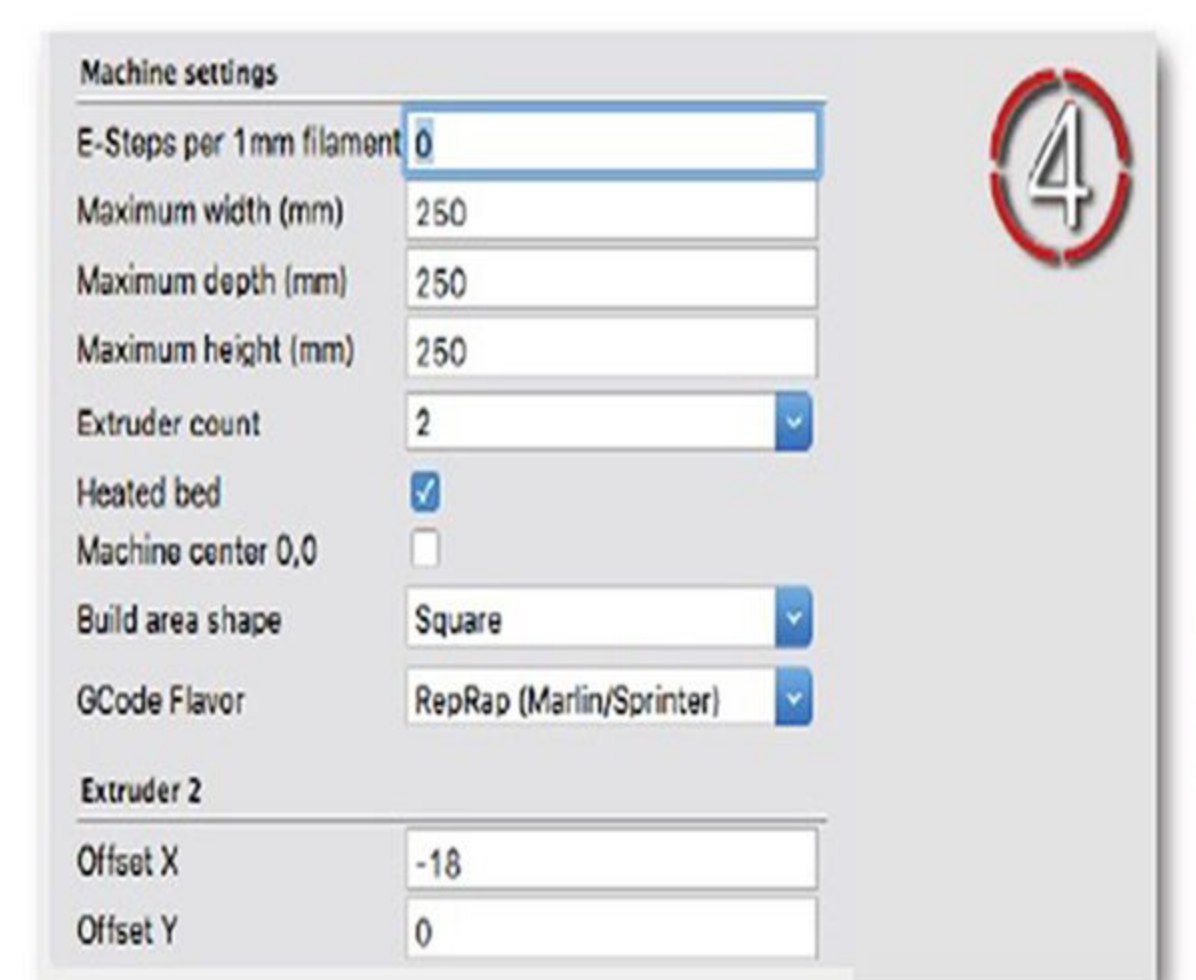 Machine settings
4
E-Steps per 1mm filament 0
Maximum width (mm) 250
Maximum depth (mm) 250
Maximum height (mm) 250
Extruder count 2
Heated bed
Machine center 0,0
Build area shape Square
GCode Flavor RepRap (Marlin/Sprinter)
Extruder 2
Offset X -18
Offset Y 0